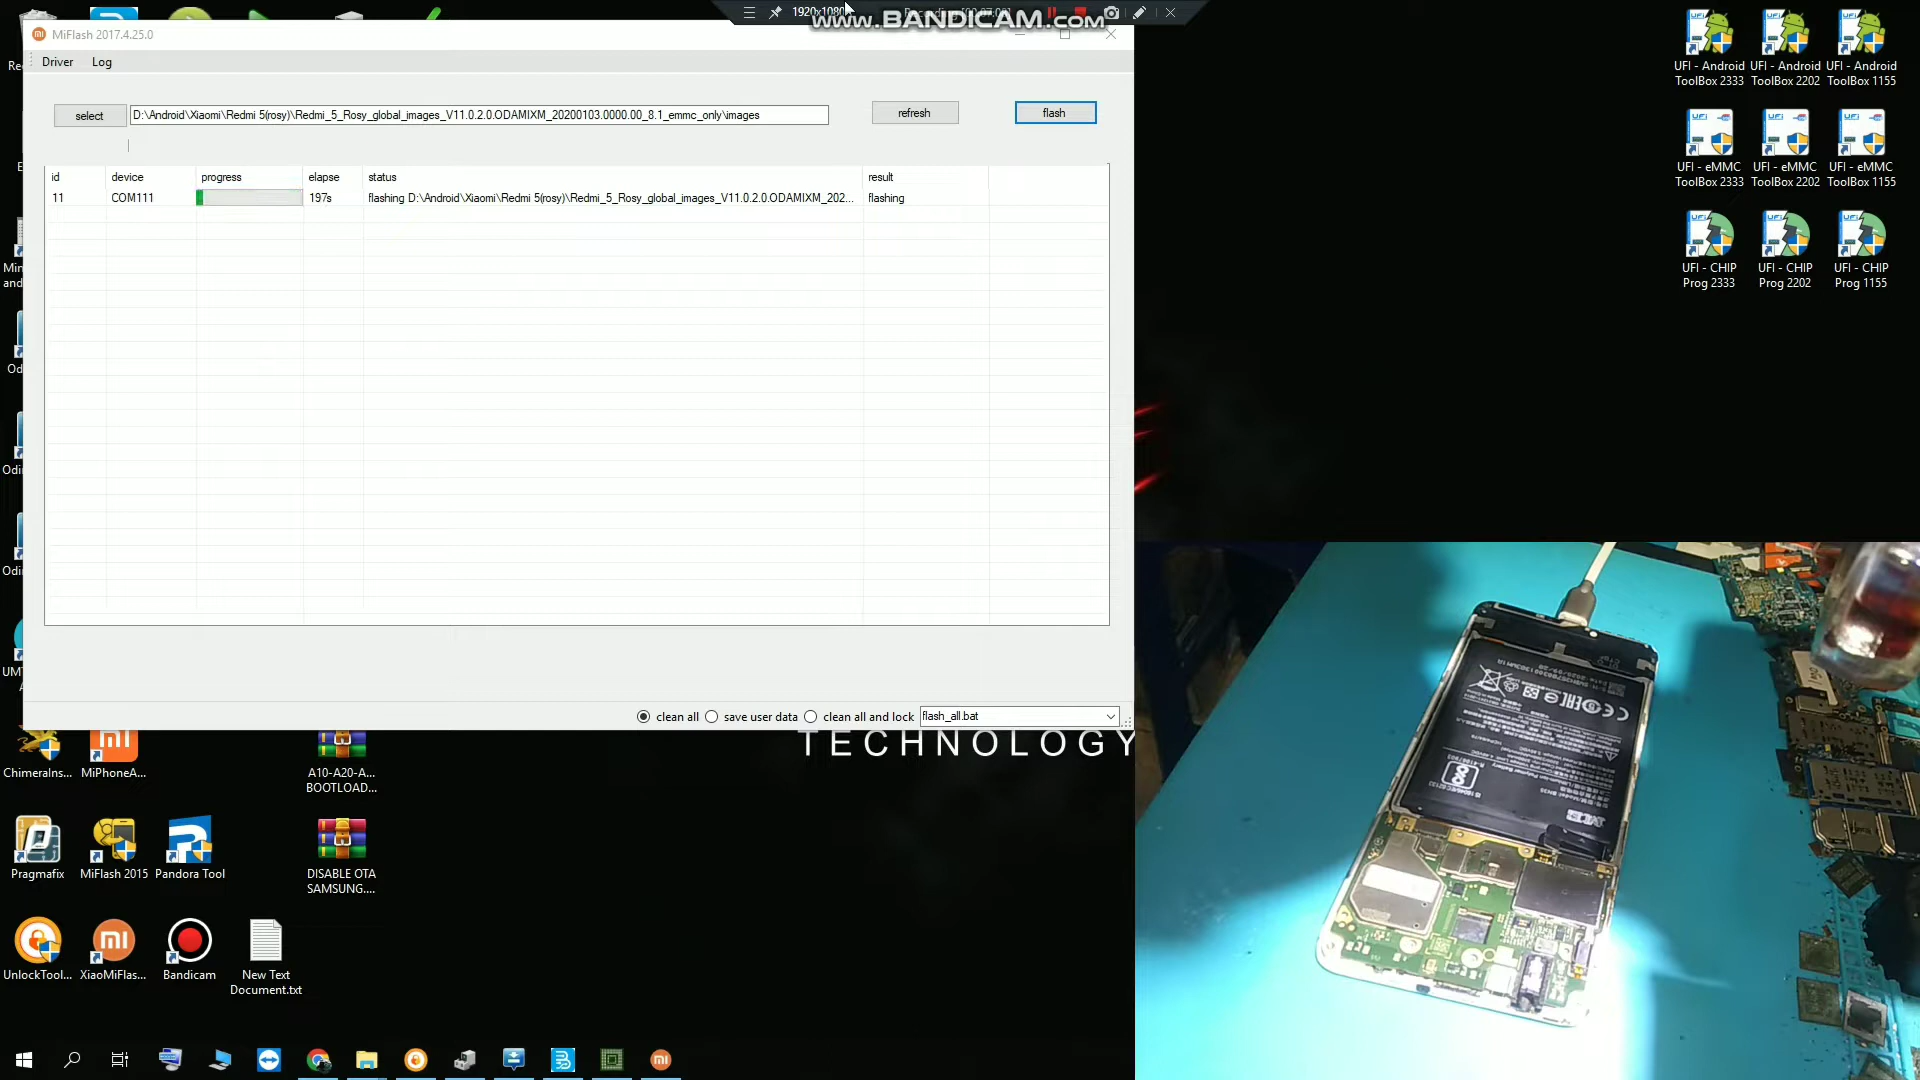 1920x1080
www.BANDICAM.com
MiFlash 2017.4.25.0
Driver Log
select D:\Android\Xiaomi\Redmi 5(rosy)\Redmi_5_Rosy_global_images_V11.0.2.0.ODAMIXM_20200103.0000.00_8.1_emmc_only\images refresh flash
id device progress elapse status result
11 COM111 197s flashing D:\Android\Xiaomi\Redmi 5(rosy)\Redmi_5_Rosy_global_images_V11.0.2.0.ODAMIXM_202... flashing
clean all save user data clean all and lock flash_all.bat
UFI - Android ToolBox 2333
UFI - Android ToolBox 2202
UFI - Android ToolBox 1155
UFI - eMMC ToolBox 2333
UFI - eMMC ToolBox 2202
UFI - eMMC ToolBox 1155
UFI - CHIP Prog 2333
UFI - CHIP Prog 2202
UFI - CHIP Prog 1155
TECHNOLOGY
ChimeraIns...
MiPhoneA...
A10-A20-A...
BOOTLOAD...
Pragmafix
MiFlash 2015
Pandora Tool
DISABLE OTA
SAMSUNG....
UnlockTool...
XiaoMiFlas...
Bandicam
New Text
Document.txt